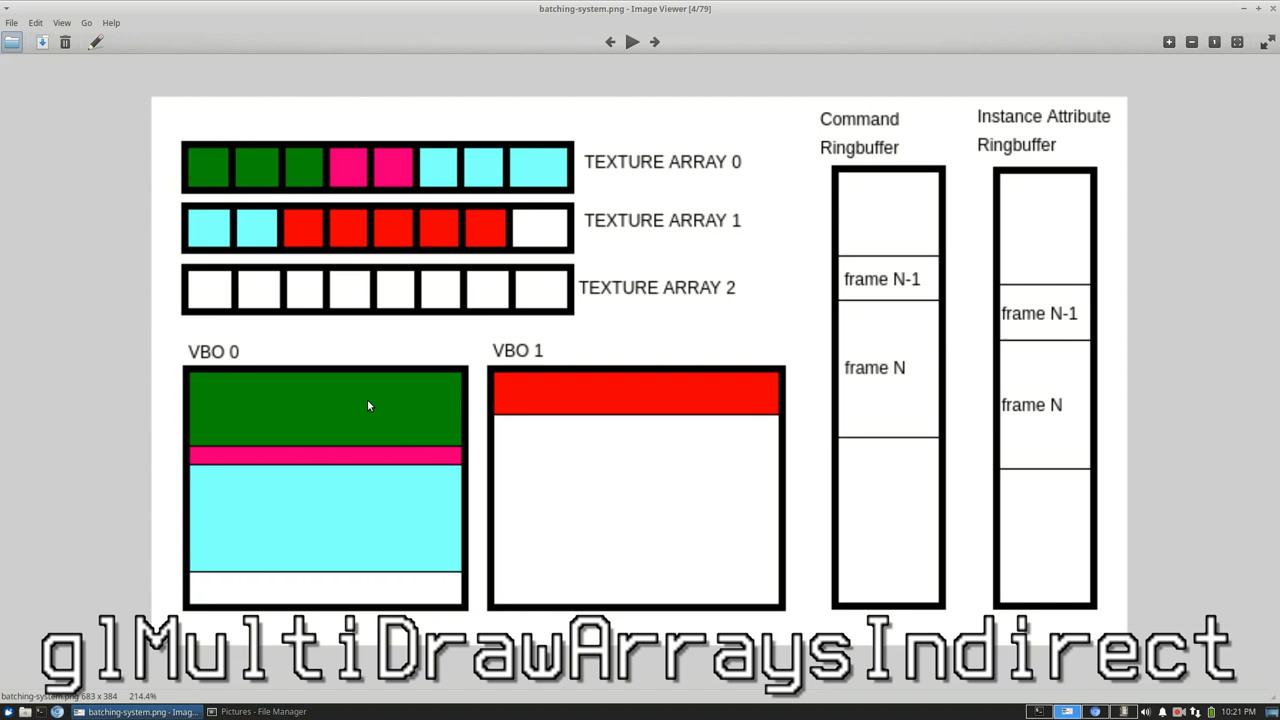 batching-system.png - Image Viewer [4/79]
File Edit View Go Help
Command
Ringbuffer
Instance Attribute
Ringbuffer
TEXTURE ARRAY 0
TEXTURE ARRAY 1
TEXTURE ARRAY 2
frame N-1
frame N
frame N-1
frame N
VBO 0
VBO 1
glMultiDrawArraysIndirect
batching-system.png 683 x 384 214.4%
batching-system.png - Imag...
Pictures - File Manager
10:21 PM